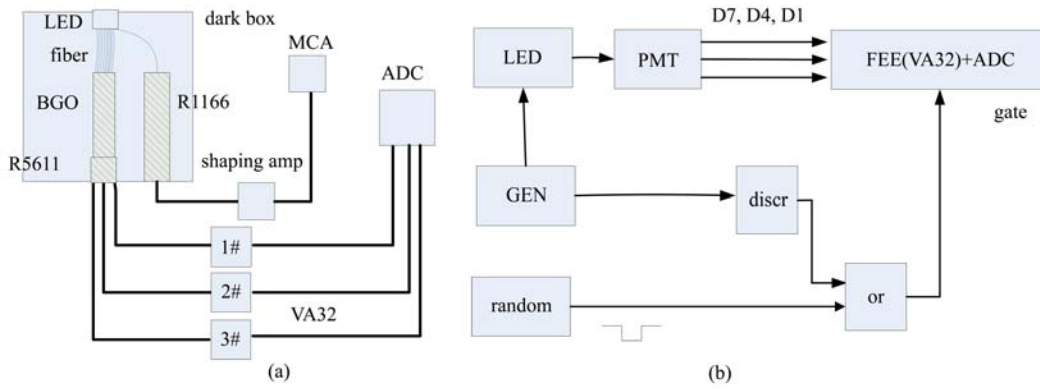 LED
dark box
fiber
MCA
ADC
BGO
R1166
R5611
shaping amp
1#
2#
VA32
3#
(a)
D7, D4, D1
LED
PMT
FEE(VA32)+ADC
gate
GEN
discr
random
or
(b)